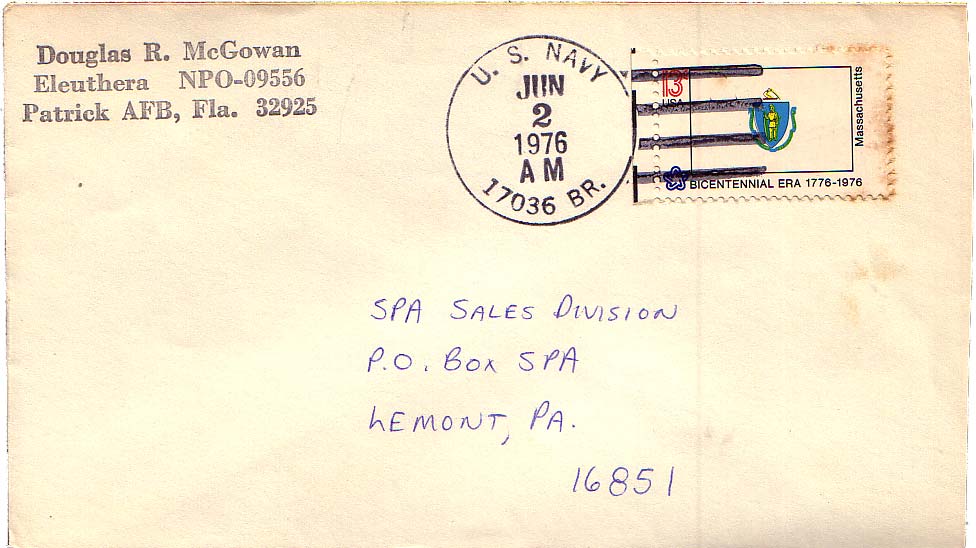 Douglas R. McGowan
Eleuthera NPO-09556
Patrick AFB, Fla. 32925
U. S. NAVY
JUN
2
1976
AM
17036 BR.
13
USA
Massachusetts
BICENTENNIAL ERA 1776-1976
SPA SALES DIVISION
P.O. BOX SPA
LEMONT, PA.
16851